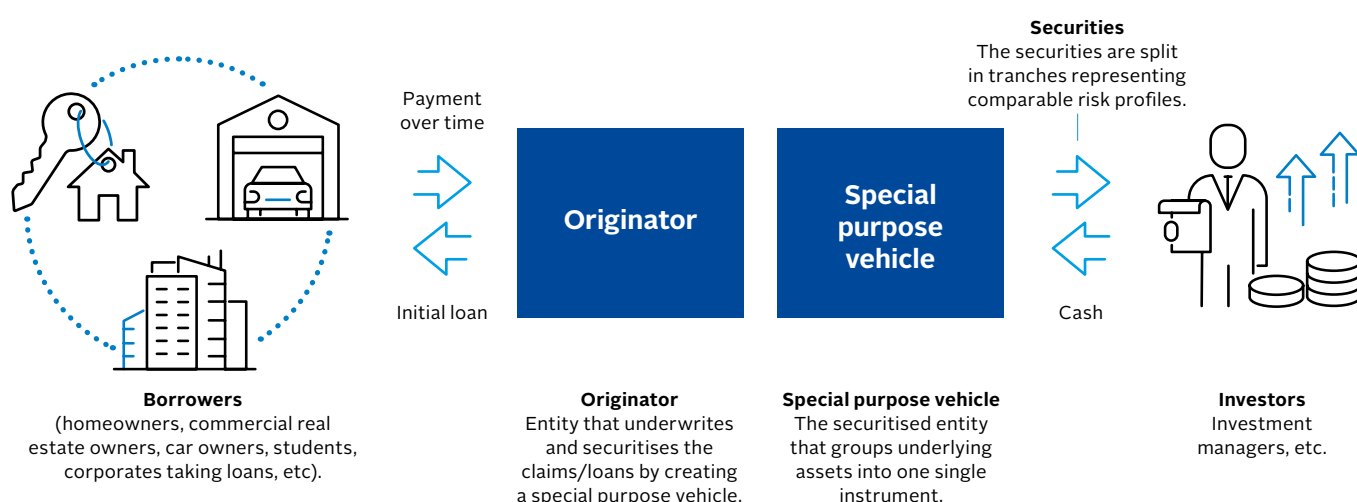 Securities
The securities are split
in tranches representing
comparable risk profiles.
Payment
over time
Originator
Special
purpose
vehicle
Initial loan
Cash
Borrowers
(homeowners, commercial real
estate owners, car owners, students,
corporates taking loans, etc).
Originator
Entity that underwrites
and securitises the
claims/loans by creating
a special purpose vehicle.
Special purpose vehicle
The securitised entity
that groups underlying
assets into one single
instrument.
Investors
Investment
managers, etc.